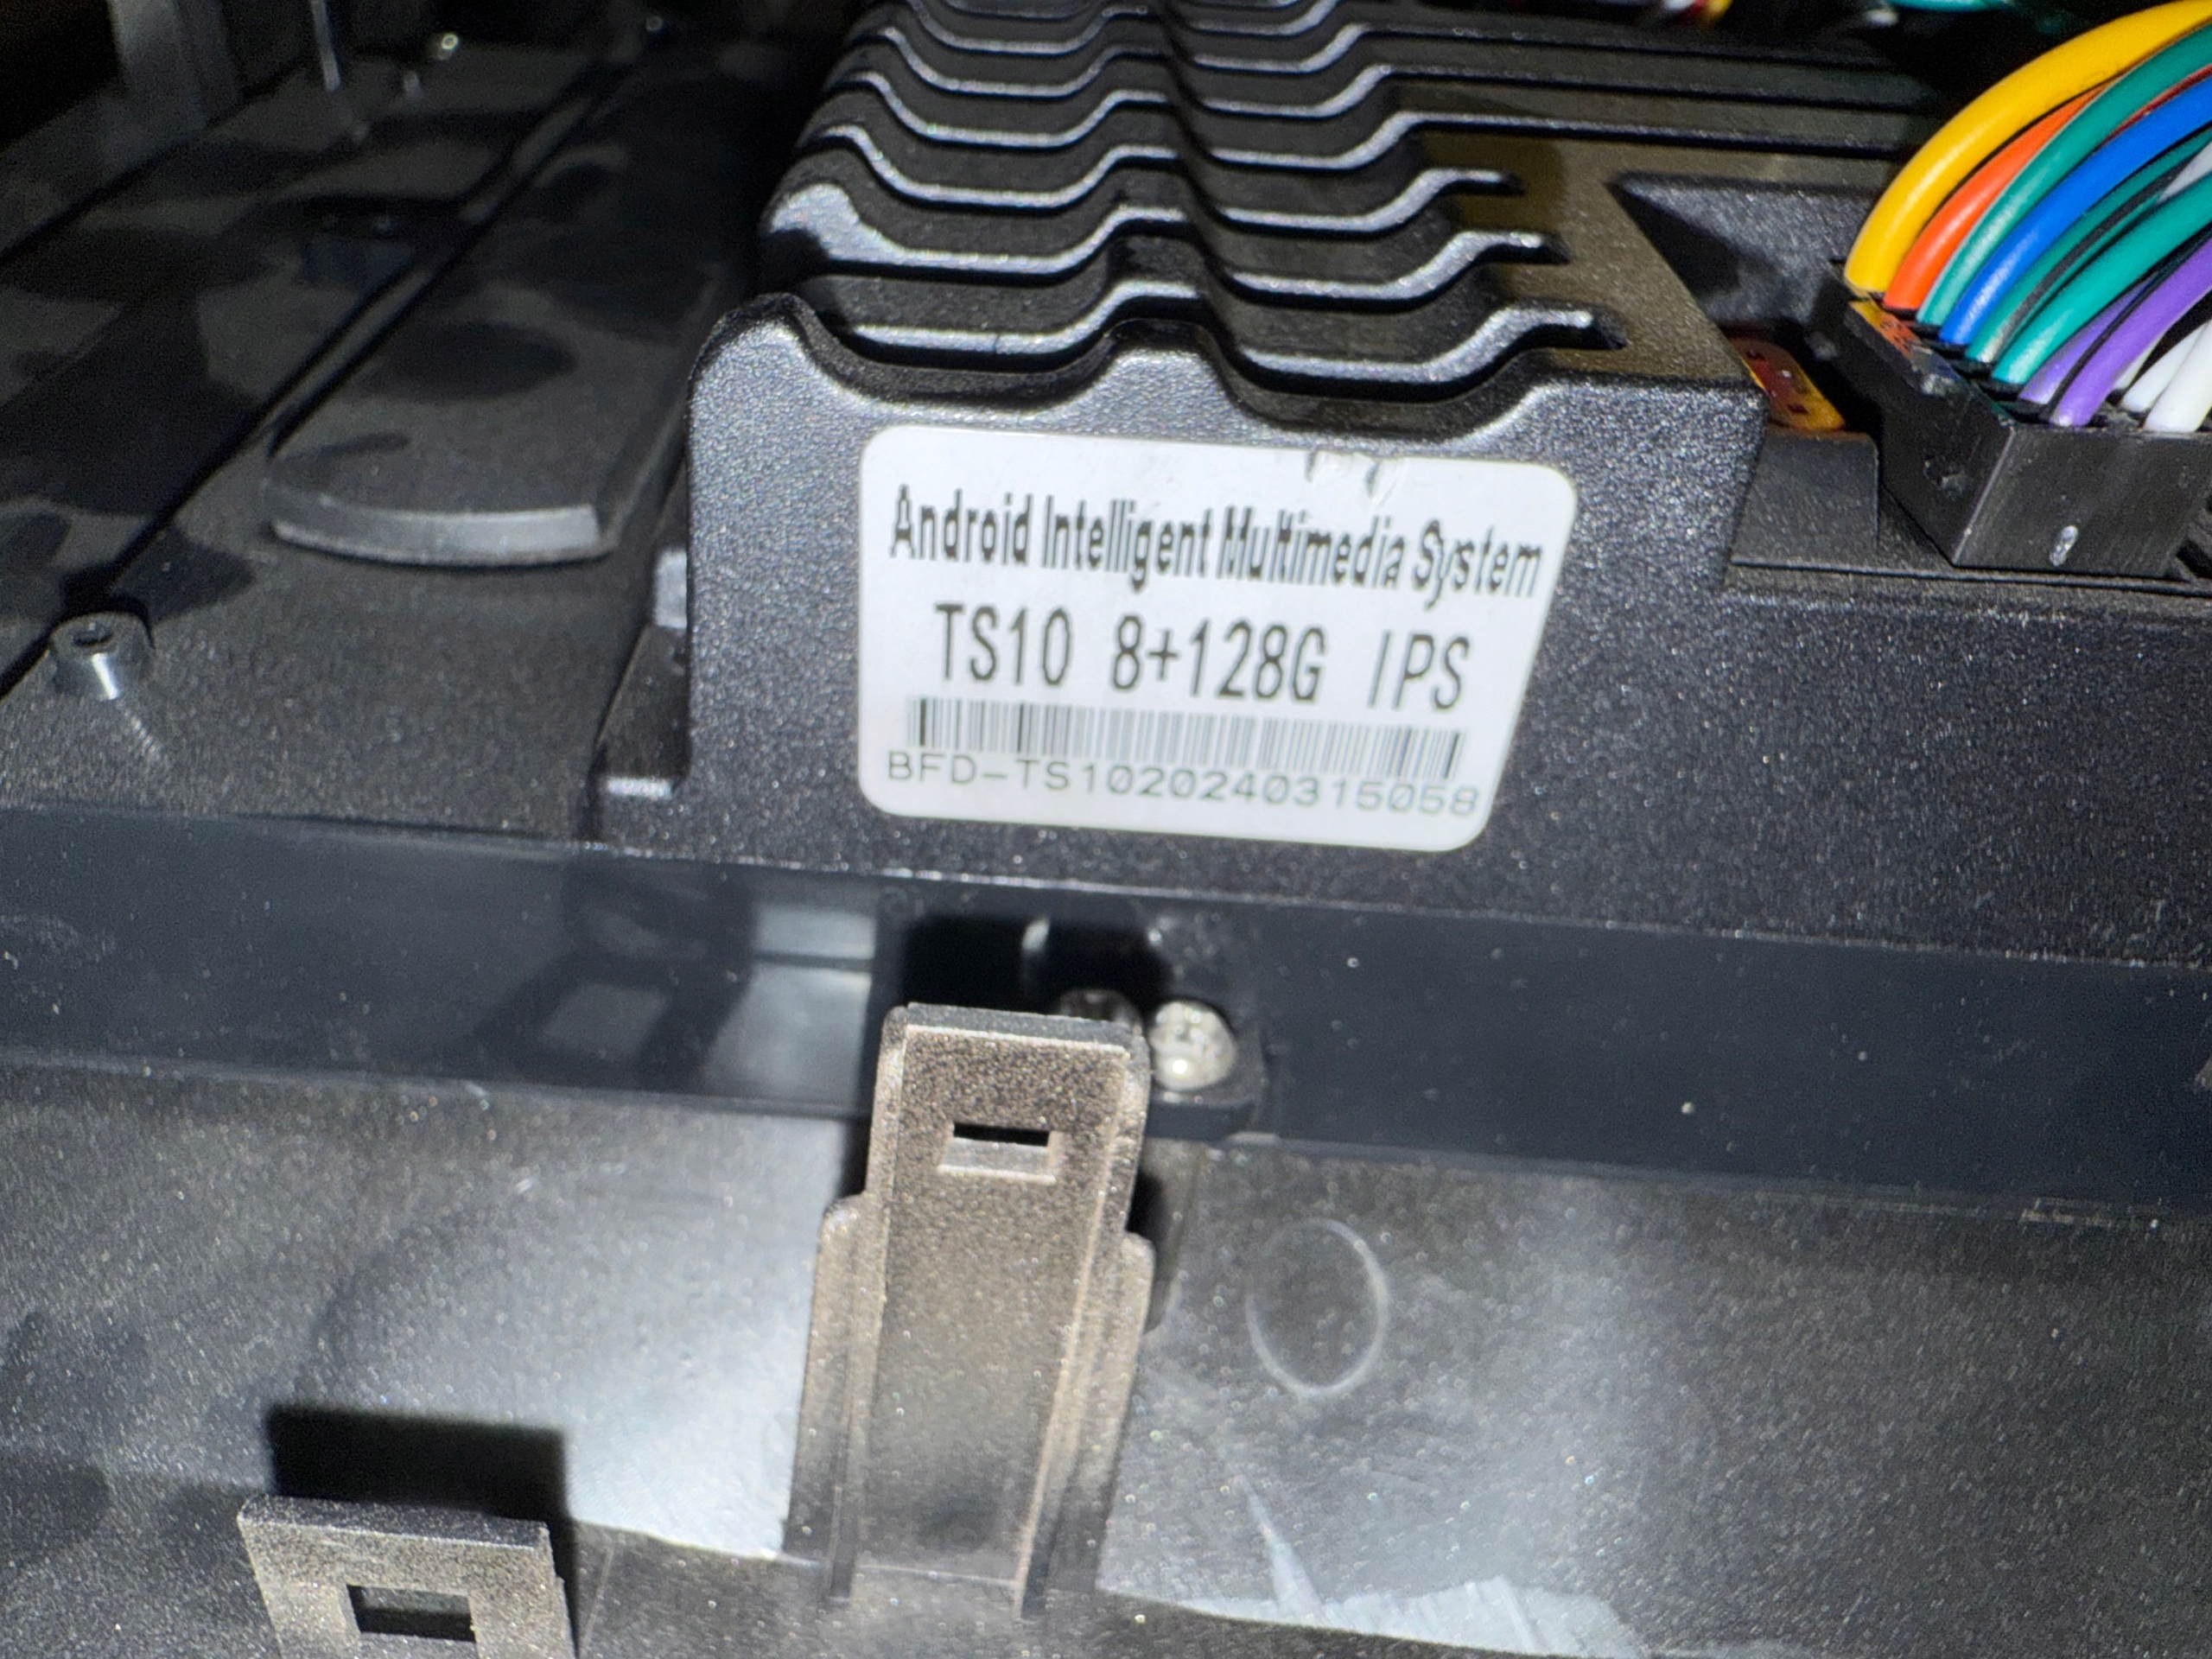 Android Intelligent Multimedia System
TS10 8+128G IPS
BFD-TS1020240315058